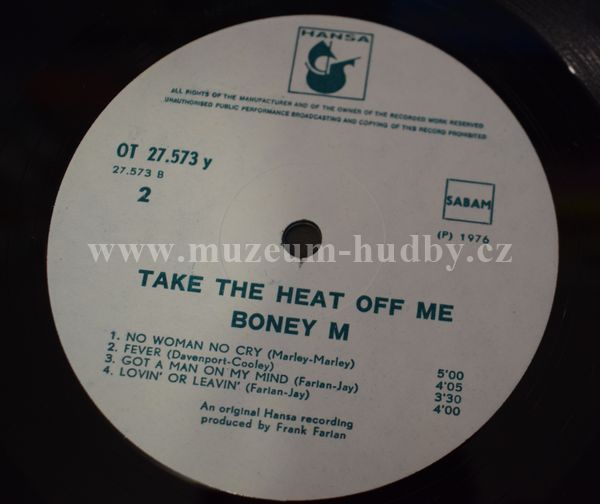 HANSA
ALL RIGHTS OF THE MANUFACTURER AND OF THE OWNER OF THE RECORDED WORK RESERVED
UNAUTHORISED PUBLIC PERFORMANCE BROADCASTING AND COPYING OF THIS RECORD PROHIBITED
OT 27.573 y
27.573 B
2
SABAM
(P) 1976
www.muzeum-hudby.cz
TAKE THE HEAT OFF ME
BONEY M
1. NO WOMAN NO CRY (Marley-Marley) 5'00
2. FEVER (Davenport-Cooley) 4'05
3. GOT A MAN ON MY MIND (Farian-Jay) 3'30
4. LOVIN' OR LEAVIN' (Farian-Jay) 4'00
An original Hansa recording
produced by Frank Farian